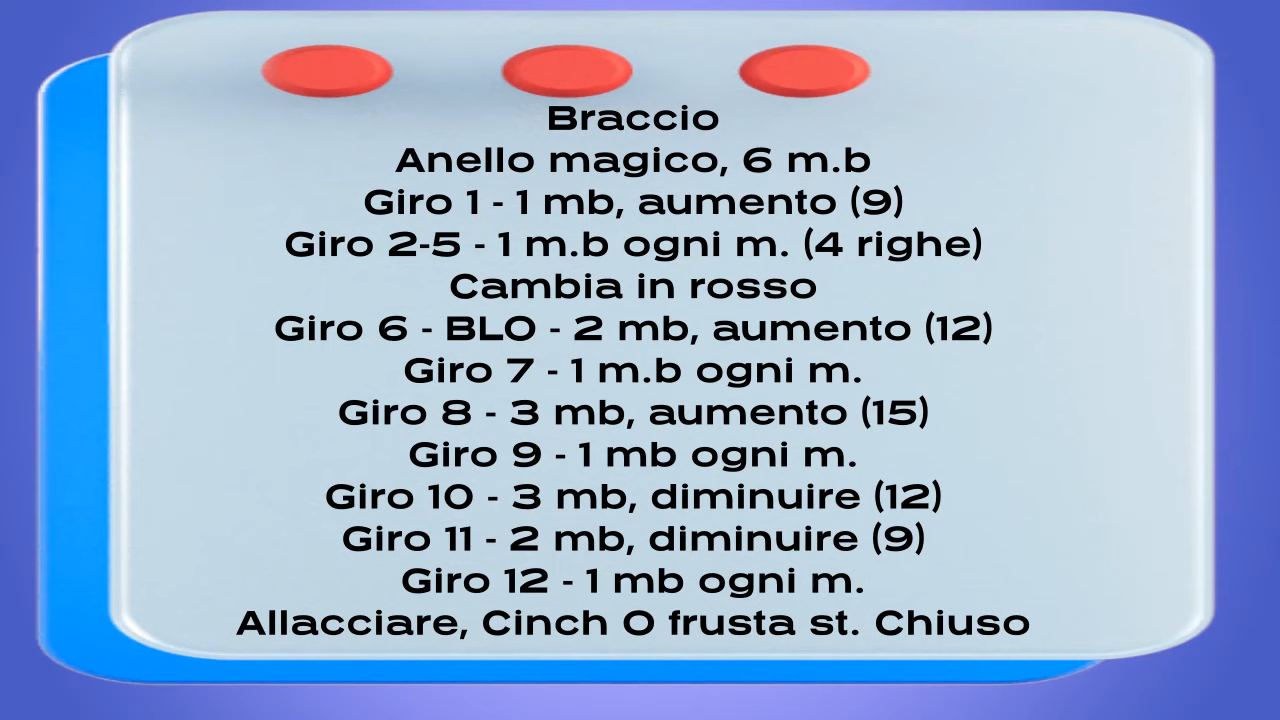 Braccio
Anello magico, 6 m.b
Giro 1 - 1 mb, aumento (9)
Giro 2-5 - 1 m.b ogni m. (4 righe)
Cambia in rosso
Giro 6 - BLO - 2 mb, aumento (12)
Giro 7 - 1 m.b ogni m.
Giro 8 - 3 mb, aumento (15)
Giro 9 - 1 mb ogni m.
Giro 10 - 3 mb, diminuire (12)
Giro 11 - 2 mb, diminuire (9)
Giro 12 - 1 mb ogni m.
Allacciare, Cinch O frusta st. Chiuso